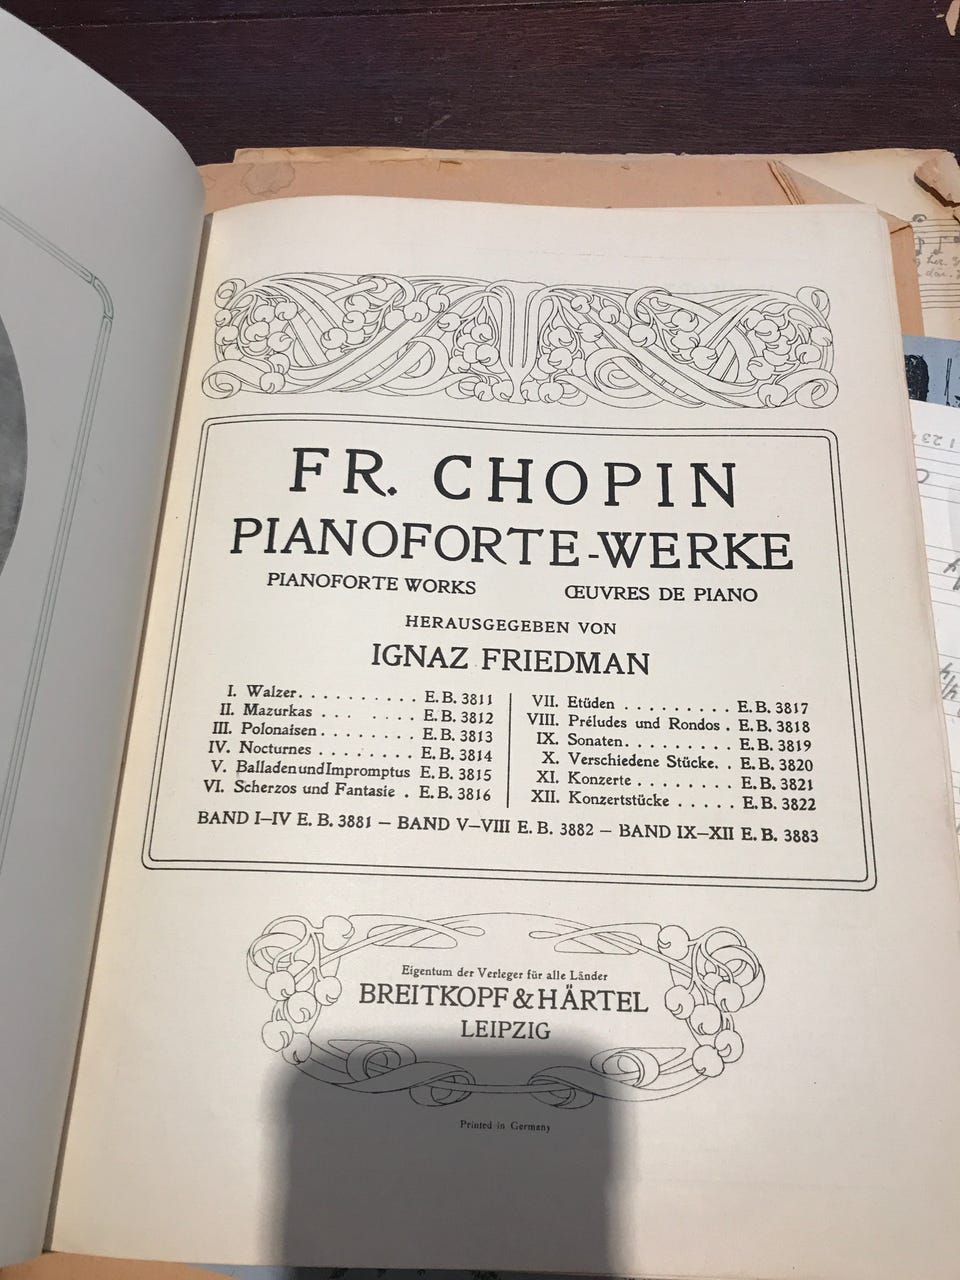 FR. CHOPIN
PIANOFORTE-WERKE
PIANOFORTE WORKS ŒUVRES DE PIANO
HERAUSGEGEBEN VON
IGNAZ FRIEDMAN
I. Walzer. . . . . . . . . . . E. B. 3811
II. Mazurkas . . . . . . . E. B. 3812
III. Polonaisen . . . . . . . . E. B. 3813
IV. Nocturnes . . . . . . . . E. B. 3814
V. Balladen und Impromptus E. B. 3815
VI. Scherzos und Fantasie . E. B. 3816
VII. Etüden . . . . . . . . . E. B. 3817
VIII. Préludes und Rondos . E. B. 3818
IX. Sonaten. . . . . . . . . E. B. 3819
X. Verschiedene Stücke. . E. B. 3820
XI. Konzerte . . . . . . . . E. B. 3821
XII. Konzertstücke . . . . . E. B. 3822
BAND I–IV E. B. 3881 — BAND V–VIII E. B. 3882 — BAND IX–XII E. B. 3883
Eigentum der Verleger für alle Länder
BREITKOPF & HÄRTEL
LEIPZIG
Printed in Germany